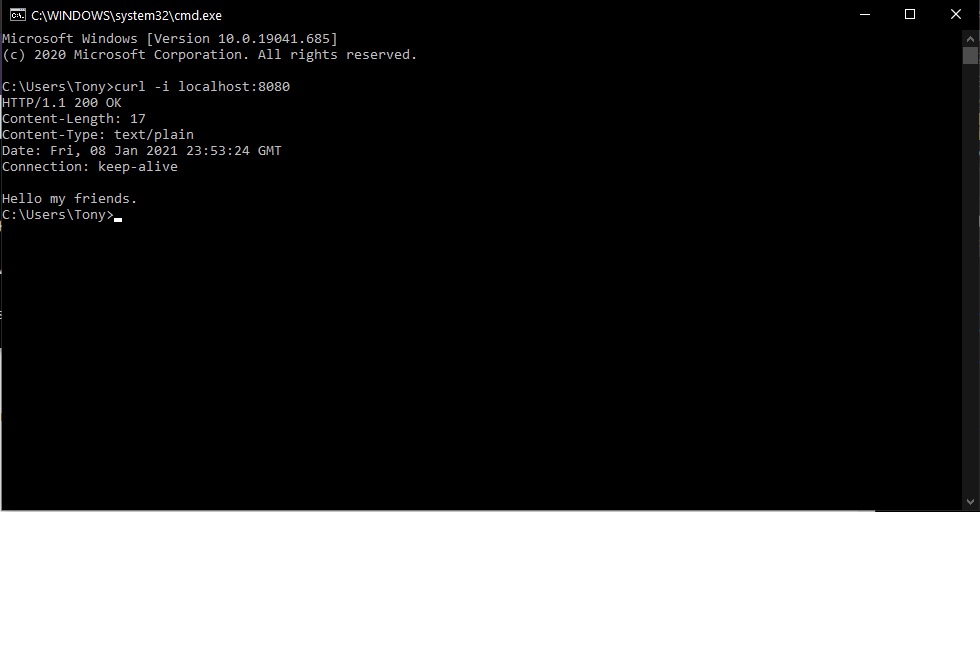 C:\WINDOWS\system32\cmd.exe
Microsoft Windows [Version 10.0.19041.685]
(c) 2020 Microsoft Corporation. All rights reserved.
C:\Users\Tony>curl -i localhost:8080
HTTP/1.1 200 OK
Content-Length: 17
Content-Type: text/plain
Date: Fri, 08 Jan 2021 23:53:24 GMT
Connection: keep-alive
Hello my friends.
C:\Users\Tony>